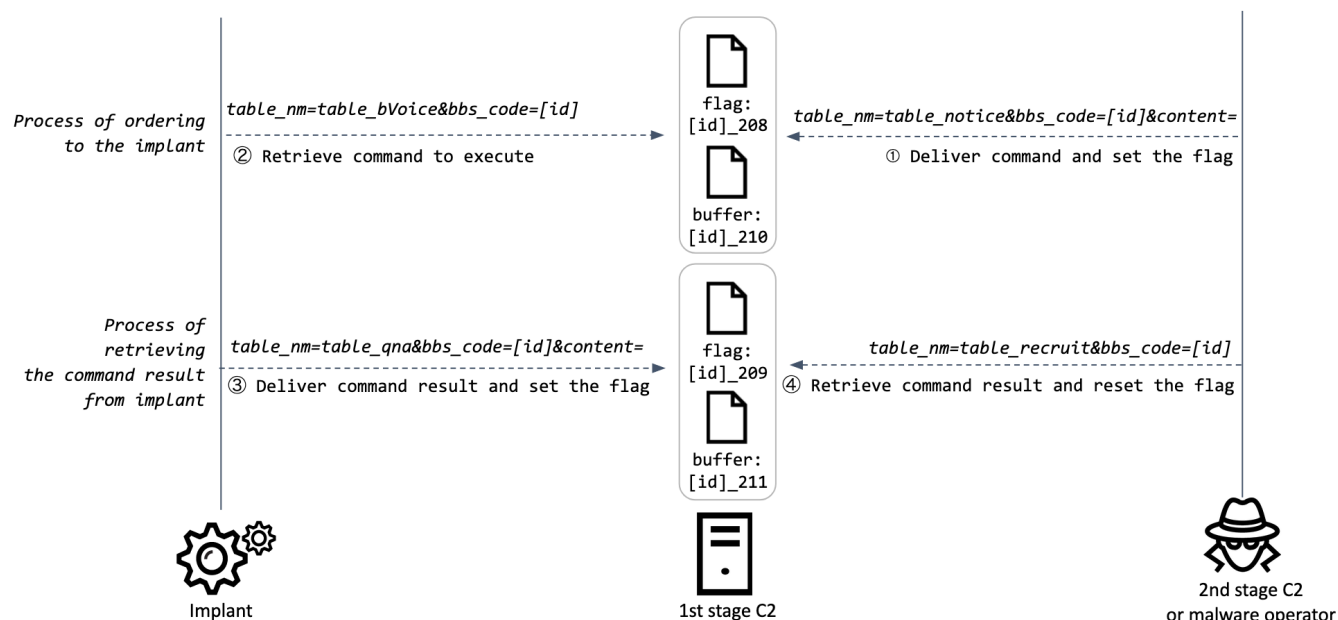 Process of ordering
to the implant
table_nm=table_bVoice&bbs_code=[id]
② Retrieve command to execute
flag:
[id]_208
buffer:
[id]_210
table_nm=table_notice&bbs_code=[id]&content=
① Deliver command and set the flag
Process of
retrieving
the command result
from implant
table_nm=table_qna&bbs_code=[id]&content=
③ Deliver command result and set the flag
flag:
[id]_209
buffer:
[id]_211
table_nm=table_recruit&bbs_code=[id]
④ Retrieve command result and reset the flag
Implant
1st stage C2
2nd stage C2
or malware operator